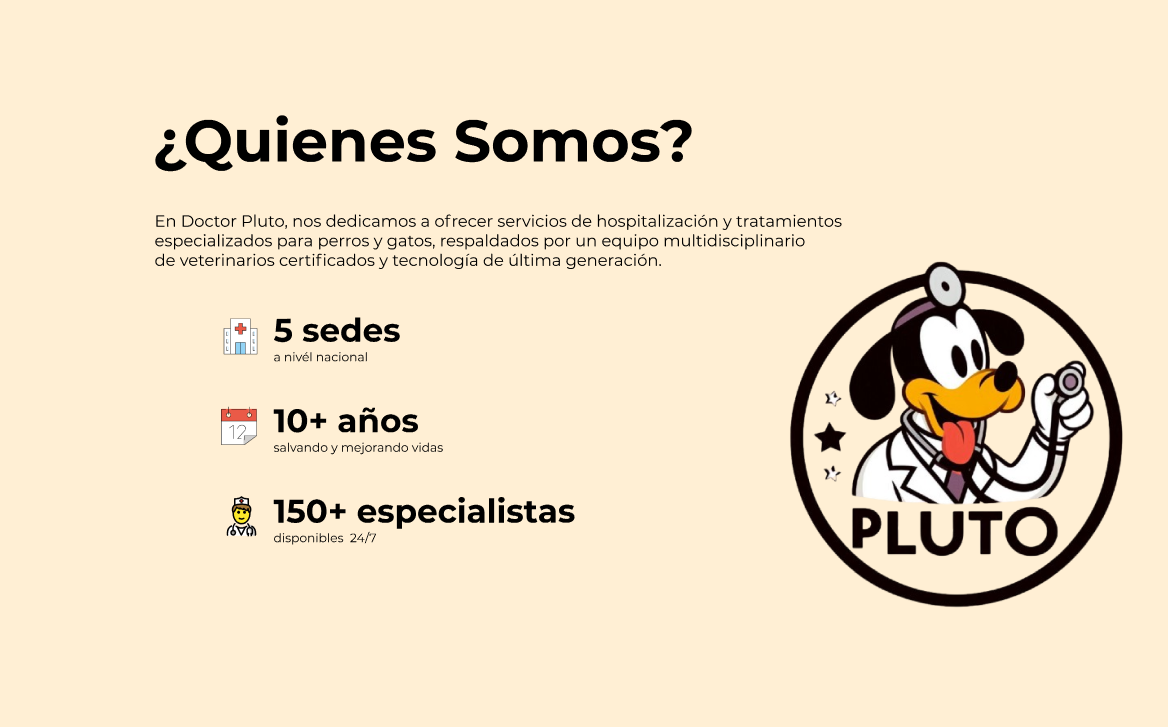 ¿Quienes Somos?
En Doctor Pluto, nos dedicamos a ofrecer servicios de hospitalización y tratamientos
especializados para perros y gatos, respaldados por un equipo multidisciplinario
de veterinarios certificados y tecnología de última generación.
5 sedes
a nivél nacional
12
10+ años
salvando y mejorando vidas
150+ especialistas
disponibles 24/7
PLUTO